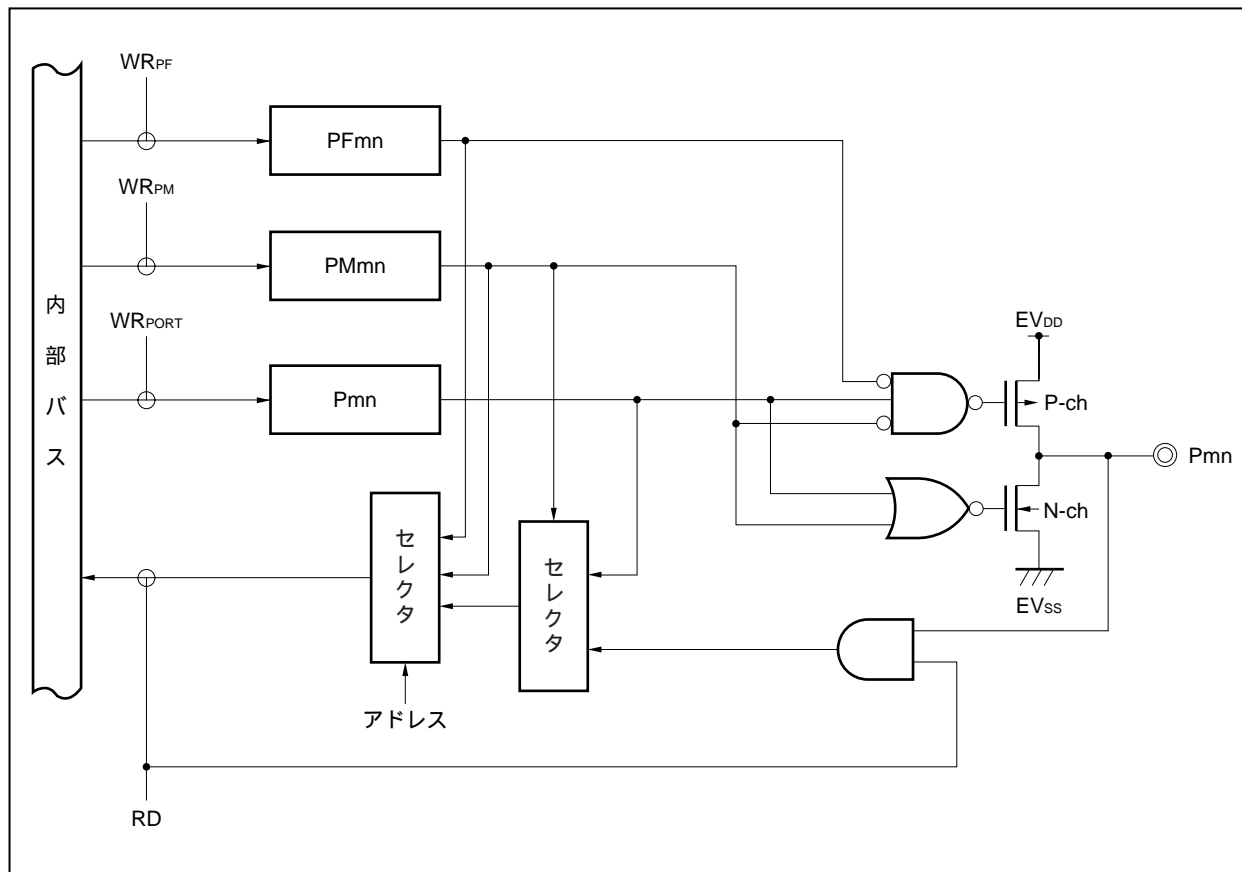 WRPF
PFmn
WRPM
PMmn
WRPORT
Pmn
内部バス
EVDD
P-ch
Pmn
N-ch
EVSS
セレクタ
セレクタ
アドレス
RD